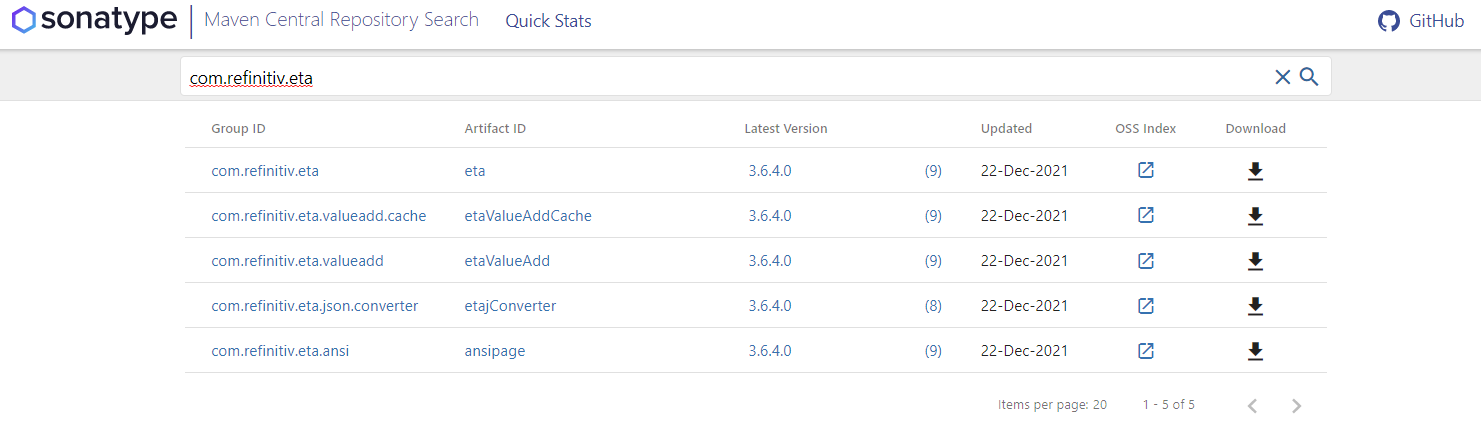 sonatype Maven Central Repository Search Quick Stats GitHub
com.refinitiv.eta
Group ID Artifact ID Latest Version Updated OSS Index Download
com.refinitiv.eta eta 3.6.4.0 (9) 22-Dec-2021
com.refinitiv.eta.valueadd.cache etaValueAddCache 3.6.4.0 (9) 22-Dec-2021
com.refinitiv.eta.valueadd etaValueAdd 3.6.4.0 (9) 22-Dec-2021
com.refinitiv.eta.json.converter etajConverter 3.6.4.0 (8) 22-Dec-2021
com.refinitiv.eta.ansi ansipage 3.6.4.0 (9) 22-Dec-2021
Items per page: 20 1 - 5 of 5